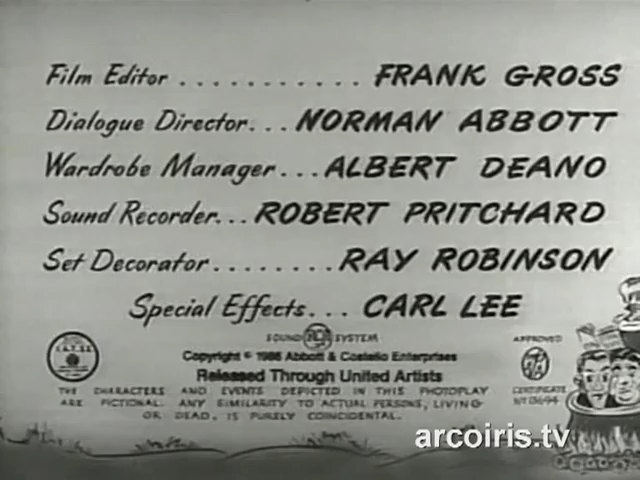 Film Editor ............ FRANK GROSS
Dialogue Director... NORMAN ABBOTT
Wardrobe Manager... ALBERT DEANO
Sound Recorder... ROBERT PRITCHARD
Set Decorator........ RAY ROBINSON
Special Effects... CARL LEE
SOUND RCA SYSTEM
APPROVED
Copyright © 1986 Abbott & Costello Enterprises
Released Through United Artists
THE CHARACTERS AND EVENTS DEPICTED IN THIS PHOTOPLAY
ARE FICTIONAL. ANY SIMILARITY TO ACTUAL PERSONS, LIVING
OR DEAD, IS PURELY COINCIDENTAL.
CERTIFICATE
arcoiris.tv